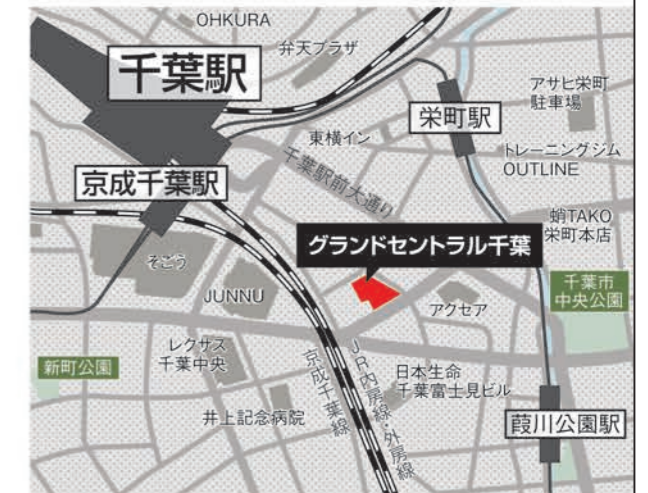 OHKURA
弁天プラザ
千葉駅
アサヒ栄町
駐車場
栄町駅
東横イン
トレーニングジム
OUTLINE
千葉駅前大通り
京成千葉駅
蛸TAKO
栄町本店
グランドセントラル千葉
そごう
千葉市
中央公園
JUNNU
アクセア
レクサス
千葉中央
新町公園
京成千葉線
JR内房線・外房線
日本生命
千葉富士見ビル
井上記念病院
葭川公園駅